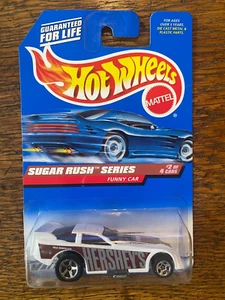 GUARANTEED
FOR LIFE
FOR AGES
OVER 3 YEARS
DIE CAST METAL &
PLASTIC PARTS.
Hot Wheels
MATTEL
SUGAR RUSH SERIES
FUNNY CAR
#2 OF
4 CARS
HERSHEY'S